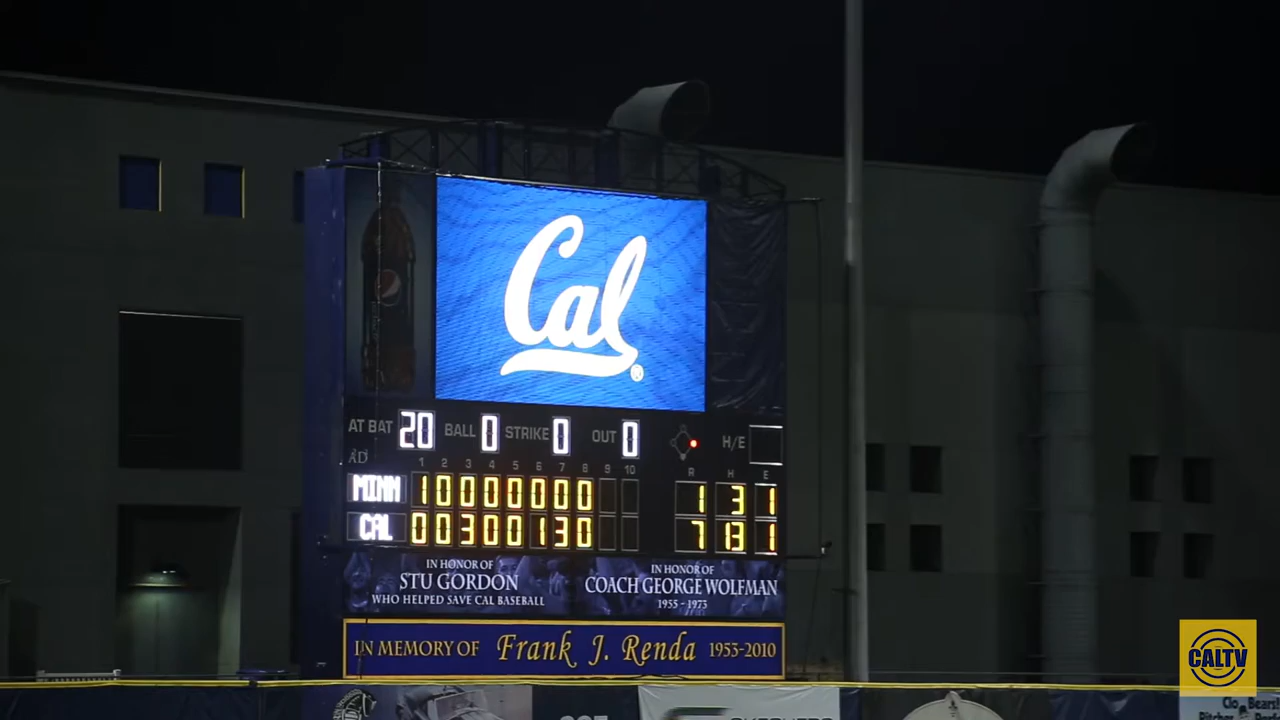 Cal
®
AT BAT 20 BALL 0 STRIKE 0 OUT 0 H/E
1 2 3 4 5 6 7 8 9 10 R H E
MINN 1 0 0 0 0 0 0 0 1 3 1
CAL 0 0 3 0 0 1 3 0 7 13 1
IN HONOR OF
STU GORDON
WHO HELPED SAVE CAL BASEBALL
IN HONOR OF
COACH GEORGE WOLFMAN
1955 - 1973
IN MEMORY OF Frank J. Renda 1953-2010
CALTV